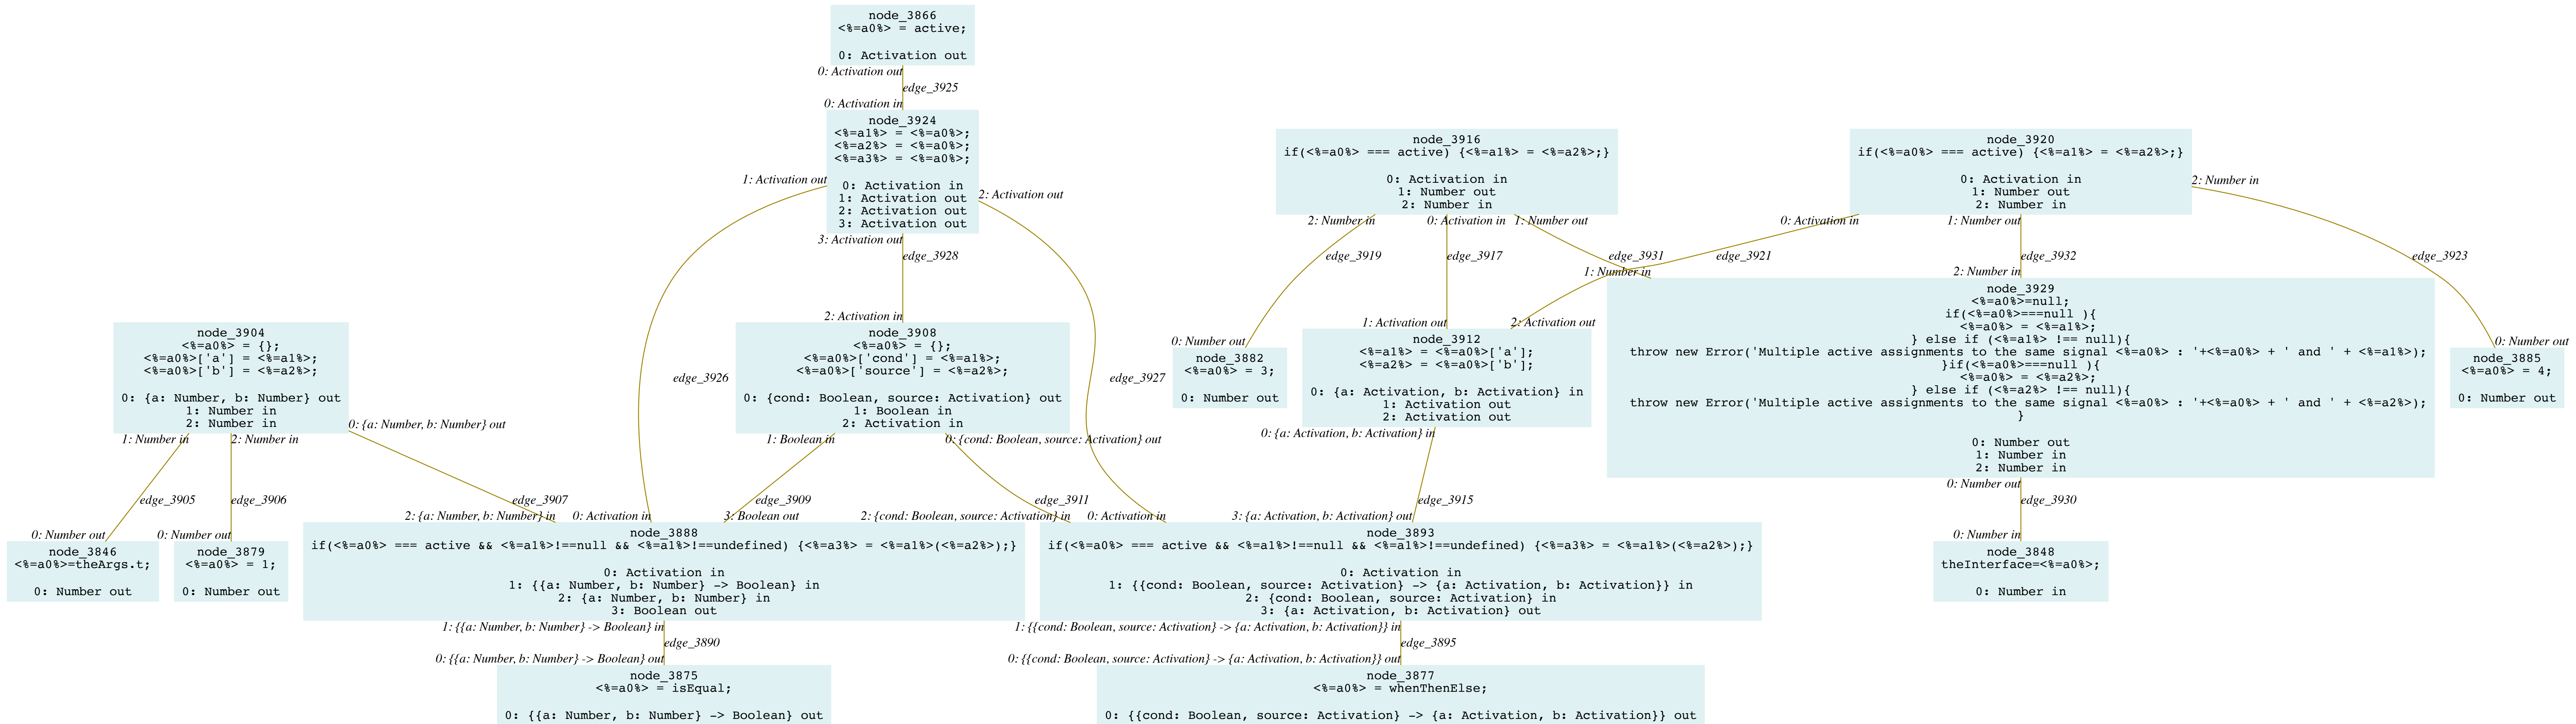 node_3866
<%=a0%> = active;
0: Activation out
0: Activation out
edge_3925
0: Activation in
node_3924
<%=a1%> = <%=a0%>;
<%=a2%> = <%=a0%>;
<%=a3%> = <%=a0%>;
0: Activation in
1: Activation out
2: Activation out
3: Activation out
1: Activation out
2: Activation out
3: Activation out
edge_3928
2: Activation in
node_3916
if(<%=a0%> === active) {<%=a1%> = <%=a2%>;}
0: Activation in
1: Number out
2: Number in
2: Number in
0: Activation in
1: Number out
node_3920
if(<%=a0%> === active) {<%=a1%> = <%=a2%>;}
0: Activation in
1: Number out
2: Number in
2: Number in
0: Activation in
1: Number out
edge_3919
edge_3917
edge_3931
edge_3921
edge_3932
edge_3923
1: Number in
2: Number in
node_3904
<%=a0%> = {};
<%=a0%>['a'] = <%=a1%>;
<%=a0%>['b'] = <%=a2%>;
0: {a: Number, b: Number} out
1: Number in
2: Number in
1: Number in
2: Number in
0: {a: Number, b: Number} out
edge_3926
node_3908
<%=a0%> = {};
<%=a0%>['cond'] = <%=a1%>;
<%=a0%>['source'] = <%=a2%>;
0: {cond: Boolean, source: Activation} out
1: Boolean in
2: Activation in
1: Boolean in
0: {cond: Boolean, source: Activation} out
edge_3927
0: Number out
node_3882
<%=a0%> = 3;
0: Number out
1: Activation out
2: Activation out
node_3912
<%=a1%> = <%=a0%>['a'];
<%=a2%> = <%=a0%>['b'];
0: {a: Activation, b: Activation} in
1: Activation out
2: Activation out
0: {a: Activation, b: Activation} in
node_3929
<%=a0%>=null;
if(<%=a0%>===null ){
<%=a0%> = <%=a1%>;
} else if (<%=a1%> !== null){
throw new Error('Multiple active assignments to the same signal <%=a0%> : '+<%=a0%> + ' and ' + <%=a1%>);
}if(<%=a0%>===null ){
<%=a0%> = <%=a2%>;
} else if (<%=a2%> !== null){
throw new Error('Multiple active assignments to the same signal <%=a0%> : '+<%=a0%> + ' and ' + <%=a2%>);
}
0: Number out
1: Number in
2: Number in
0: Number out
0: Number out
node_3885
<%=a0%> = 4;
0: Number out
edge_3905
edge_3906
edge_3907
edge_3909
edge_3911
edge_3915
edge_3930
0: Number out
node_3846
<%=a0%>=theArgs.t;
0: Number out
0: Number out
node_3879
<%=a0%> = 1;
0: Number out
2: {a: Number, b: Number} in
0: Activation in
3: Boolean out
node_3888
if(<%=a0%> === active && <%=a1%>!==null && <%=a1%>!==undefined) {<%=a3%> = <%=a1%>(<%=a2%>);}
0: Activation in
1: {{a: Number, b: Number} -> Boolean} in
2: {a: Number, b: Number} in
3: Boolean out
1: {{a: Number, b: Number} -> Boolean} in
2: {cond: Boolean, source: Activation} in
0: Activation in
3: {a: Activation, b: Activation} out
node_3893
if(<%=a0%> === active && <%=a1%>!==null && <%=a1%>!==undefined) {<%=a3%> = <%=a1%>(<%=a2%>);}
0: Activation in
1: {{cond: Boolean, source: Activation} -> {a: Activation, b: Activation}} in
2: {cond: Boolean, source: Activation} in
3: {a: Activation, b: Activation} out
1: {{cond: Boolean, source: Activation} -> {a: Activation, b: Activation}} in
0: Number in
node_3848
theInterface=<%=a0%>;
0: Number in
edge_3890
0: {{a: Number, b: Number} -> Boolean} out
node_3875
<%=a0%> = isEqual;
0: {{a: Number, b: Number} -> Boolean} out
edge_3895
0: {{cond: Boolean, source: Activation} -> {a: Activation, b: Activation}} out
node_3877
<%=a0%> = whenThenElse;
0: {{cond: Boolean, source: Activation} -> {a: Activation, b: Activation}} out